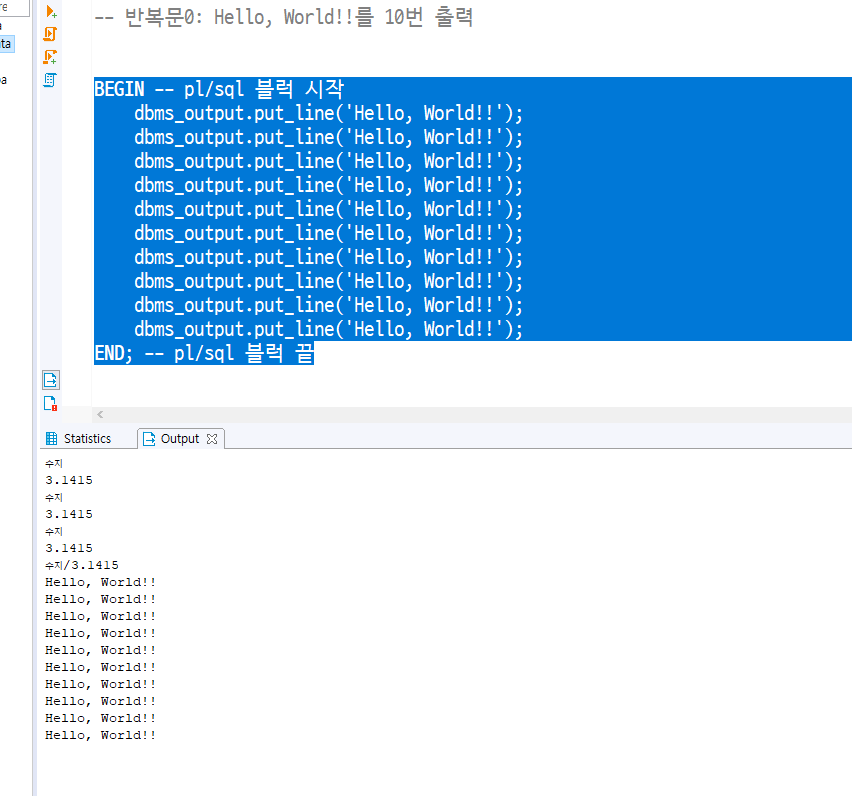 re
a
ta
a
-- 반복문0: Hello, World!!를 10번 출력
BEGIN -- pl/sql 블럭 시작
dbms_output.put_line('Hello, World!!');
dbms_output.put_line('Hello, World!!');
dbms_output.put_line('Hello, World!!');
dbms_output.put_line('Hello, World!!');
dbms_output.put_line('Hello, World!!');
dbms_output.put_line('Hello, World!!');
dbms_output.put_line('Hello, World!!');
dbms_output.put_line('Hello, World!!');
dbms_output.put_line('Hello, World!!');
dbms_output.put_line('Hello, World!!');
END; -- pl/sql 블럭 끝
Statistics Output
수지
3.1415
수지
3.1415
수지
3.1415
수지/3.1415
Hello, World!!
Hello, World!!
Hello, World!!
Hello, World!!
Hello, World!!
Hello, World!!
Hello, World!!
Hello, World!!
Hello, World!!
Hello, World!!